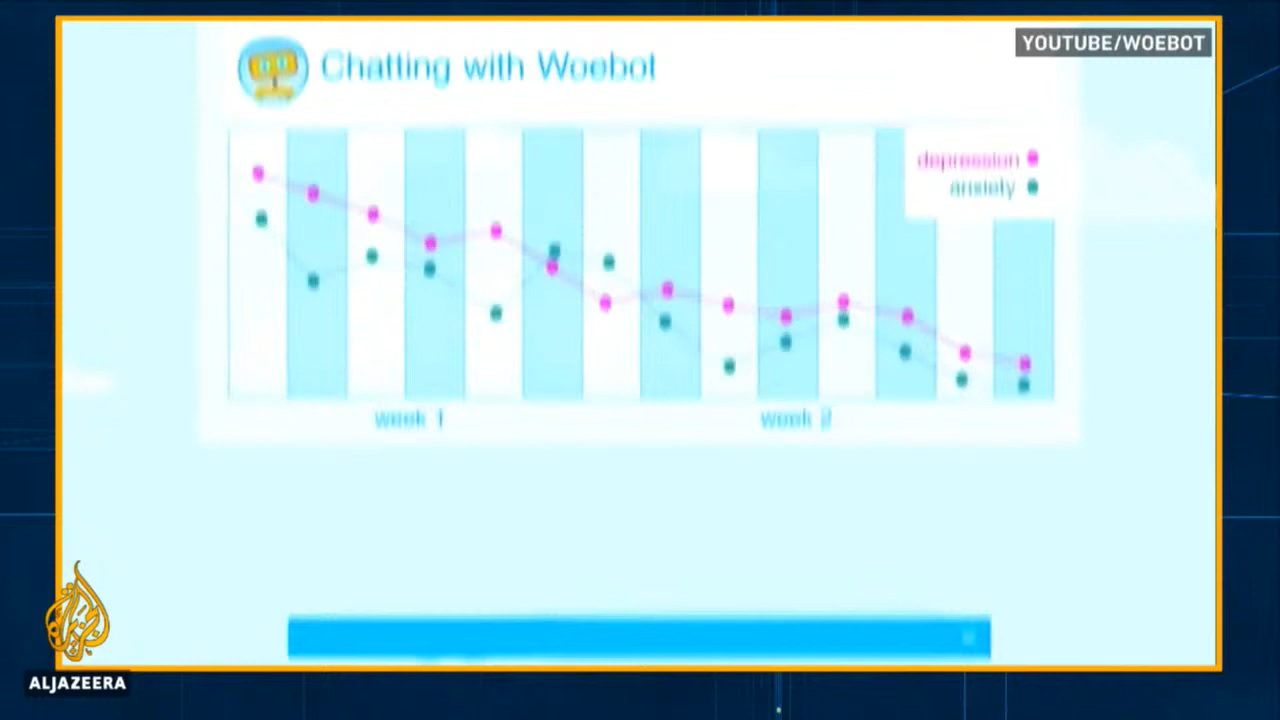 YOUTUBE/WOEBOT
Chatting with Woebot
depression
anxiety
week 1
week 2
ALJAZEERA